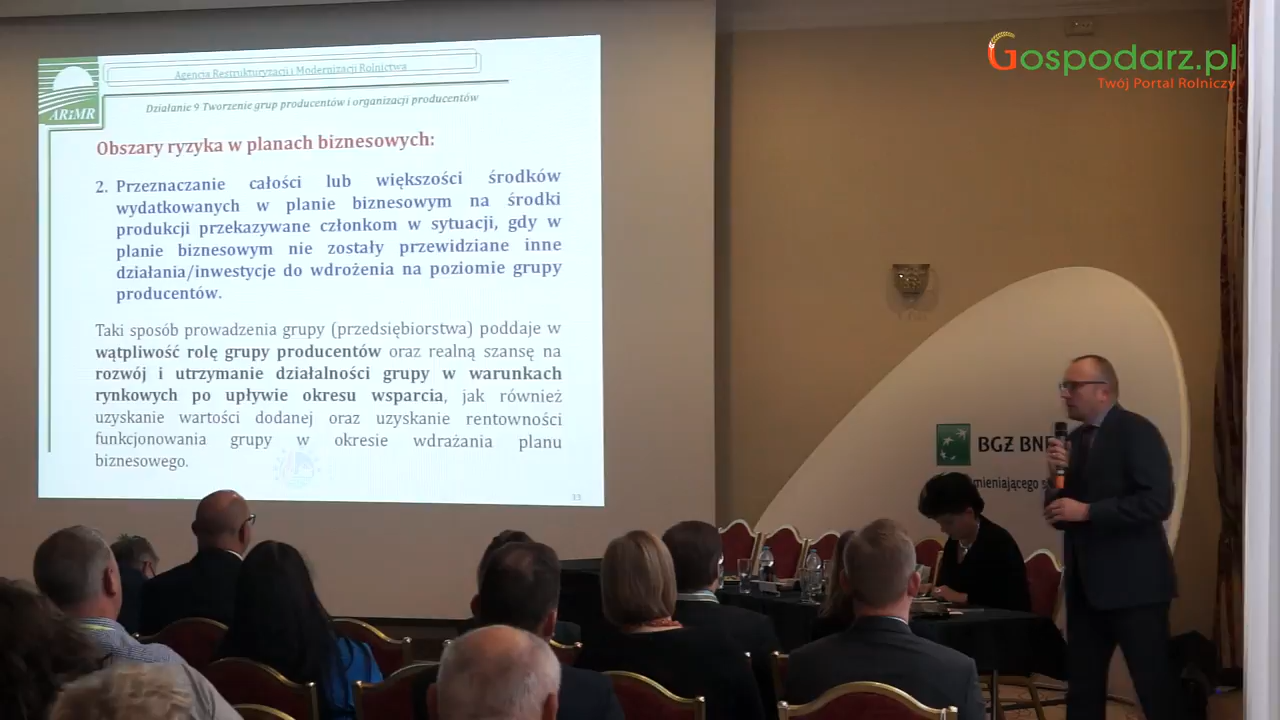 Gospodarz.pl
Twój Portal Rolniczy
Agencja Restrukturyzacji i Modernizacji Rolnictwa
ARiMR
Działanie 9 Tworzenie grup producentów i organizacji producentów
Obszary ryzyka w planach biznesowych:
2. Przeznaczanie całości lub większości środków
wydatkowanych w planie biznesowym na środki
produkcji przekazywane członkom w sytuacji, gdy w
planie biznesowym nie zostały przewidziane inne
działania/inwestycje do wdrożenia na poziomie grupy
producentów.
Taki sposób prowadzenia grupy (przedsiębiorstwa) poddaje w
wątpliwość rolę grupy producentów oraz realną szansę na
rozwój i utrzymanie działalności grupy w warunkach
rynkowych po upływie okresu wsparcia, jak również
uzyskanie wartości dodanej oraz uzyskanie rentowności
funkcjonowania grupy w okresie wdrażania planu
biznesowego.
13
BGŻ BN
mieniającego